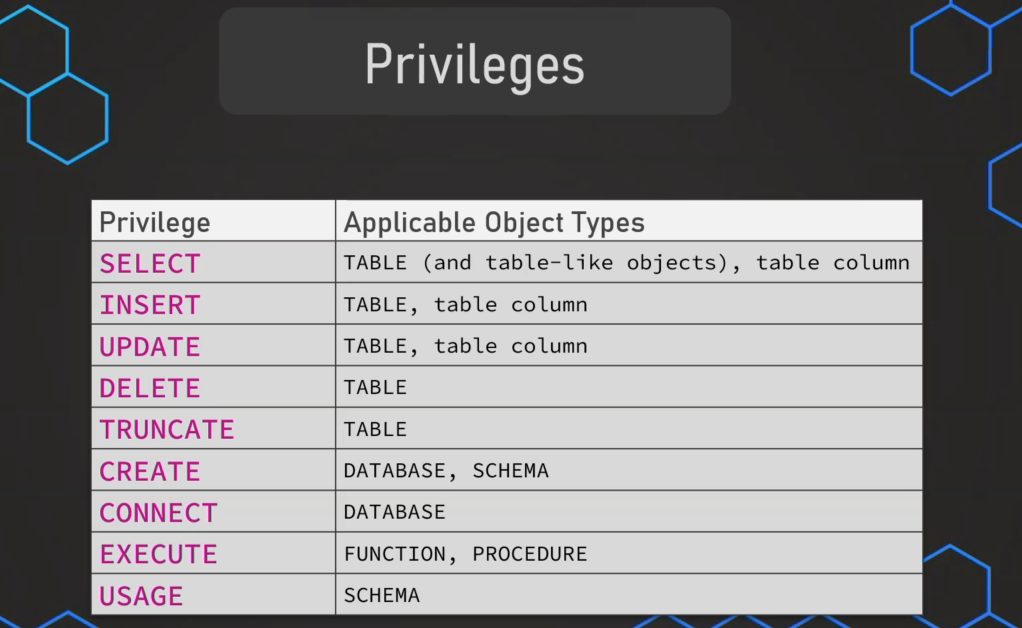 Privileges
Privilege Applicable Object Types
SELECT TABLE (and table-like objects), table column
INSERT TABLE, table column
UPDATE TABLE, table column
DELETE TABLE
TRUNCATE TABLE
CREATE DATABASE, SCHEMA
CONNECT DATABASE
EXECUTE FUNCTION, PROCEDURE
USAGE SCHEMA